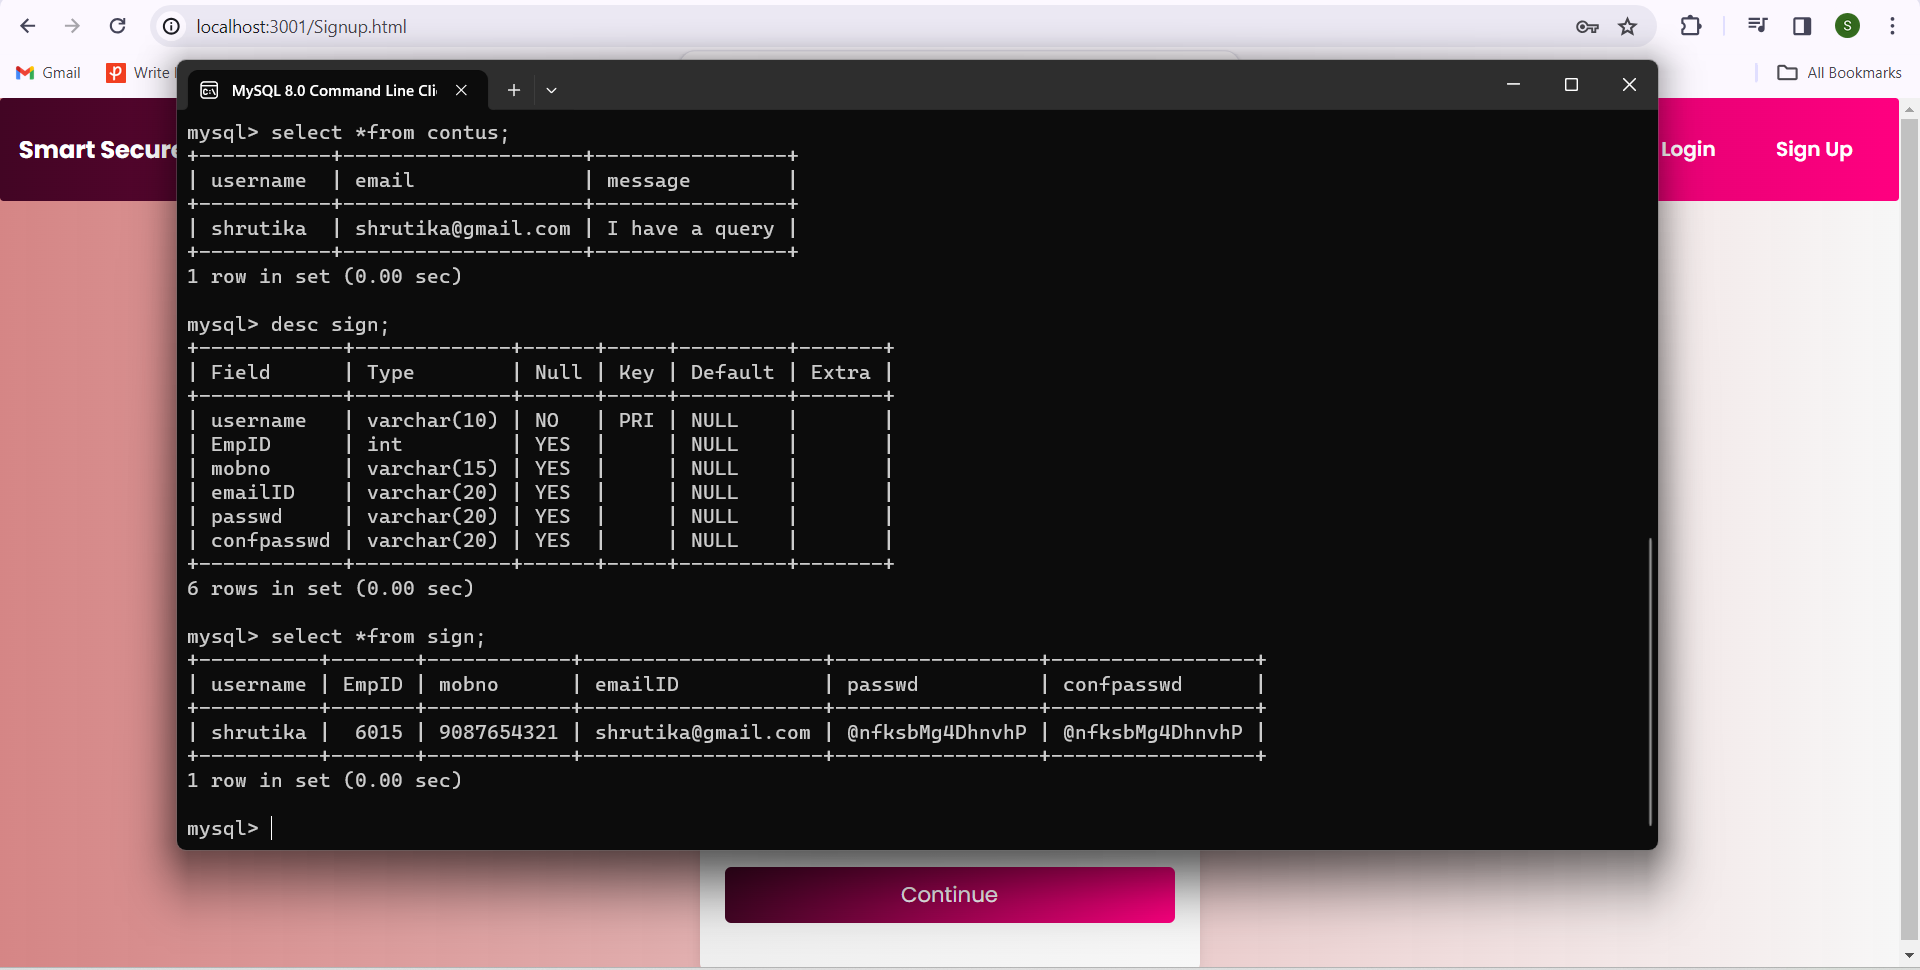 localhost:3001/Signup.html
S
Gmail
Write
All Bookmarks
MySQL 8.0 Command Line Cli
Smart Secure
Login
Sign Up
mysql> select *from contus;
+-----------+--------------------+----------------+
| username  | email              | message        |
+-----------+--------------------+----------------+
| shrutika  | shrutika@gmail.com | I have a query |
+-----------+--------------------+----------------+
1 row in set (0.00 sec)
mysql> desc sign;
+------------+-------------+------+-----+---------+-------+
| Field      | Type        | Null | Key | Default | Extra |
+------------+-------------+------+-----+---------+-------+
| username   | varchar(10) | NO   | PRI | NULL    |       |
| EmpID      | int         | YES  |     | NULL    |       |
| mobno      | varchar(15) | YES  |     | NULL    |       |
| emailID    | varchar(20) | YES  |     | NULL    |       |
| passwd     | varchar(20) | YES  |     | NULL    |       |
| confpasswd | varchar(20) | YES  |     | NULL    |       |
+------------+-------------+------+-----+---------+-------+
6 rows in set (0.00 sec)
mysql> select *from sign;
+----------+-------+------------+--------------------+----------------+-----------------+
| username | EmpID | mobno      | emailID            | passwd         | confpasswd      |
+----------+-------+------------+--------------------+----------------+-----------------+
| shrutika |  6015 | 9087654321 | shrutika@gmail.com | @nfksbMg4DhnvhP | @nfksbMg4DhnvhP |
+----------+-------+------------+--------------------+----------------+-----------------+
1 row in set (0.00 sec)
mysql>
Continue